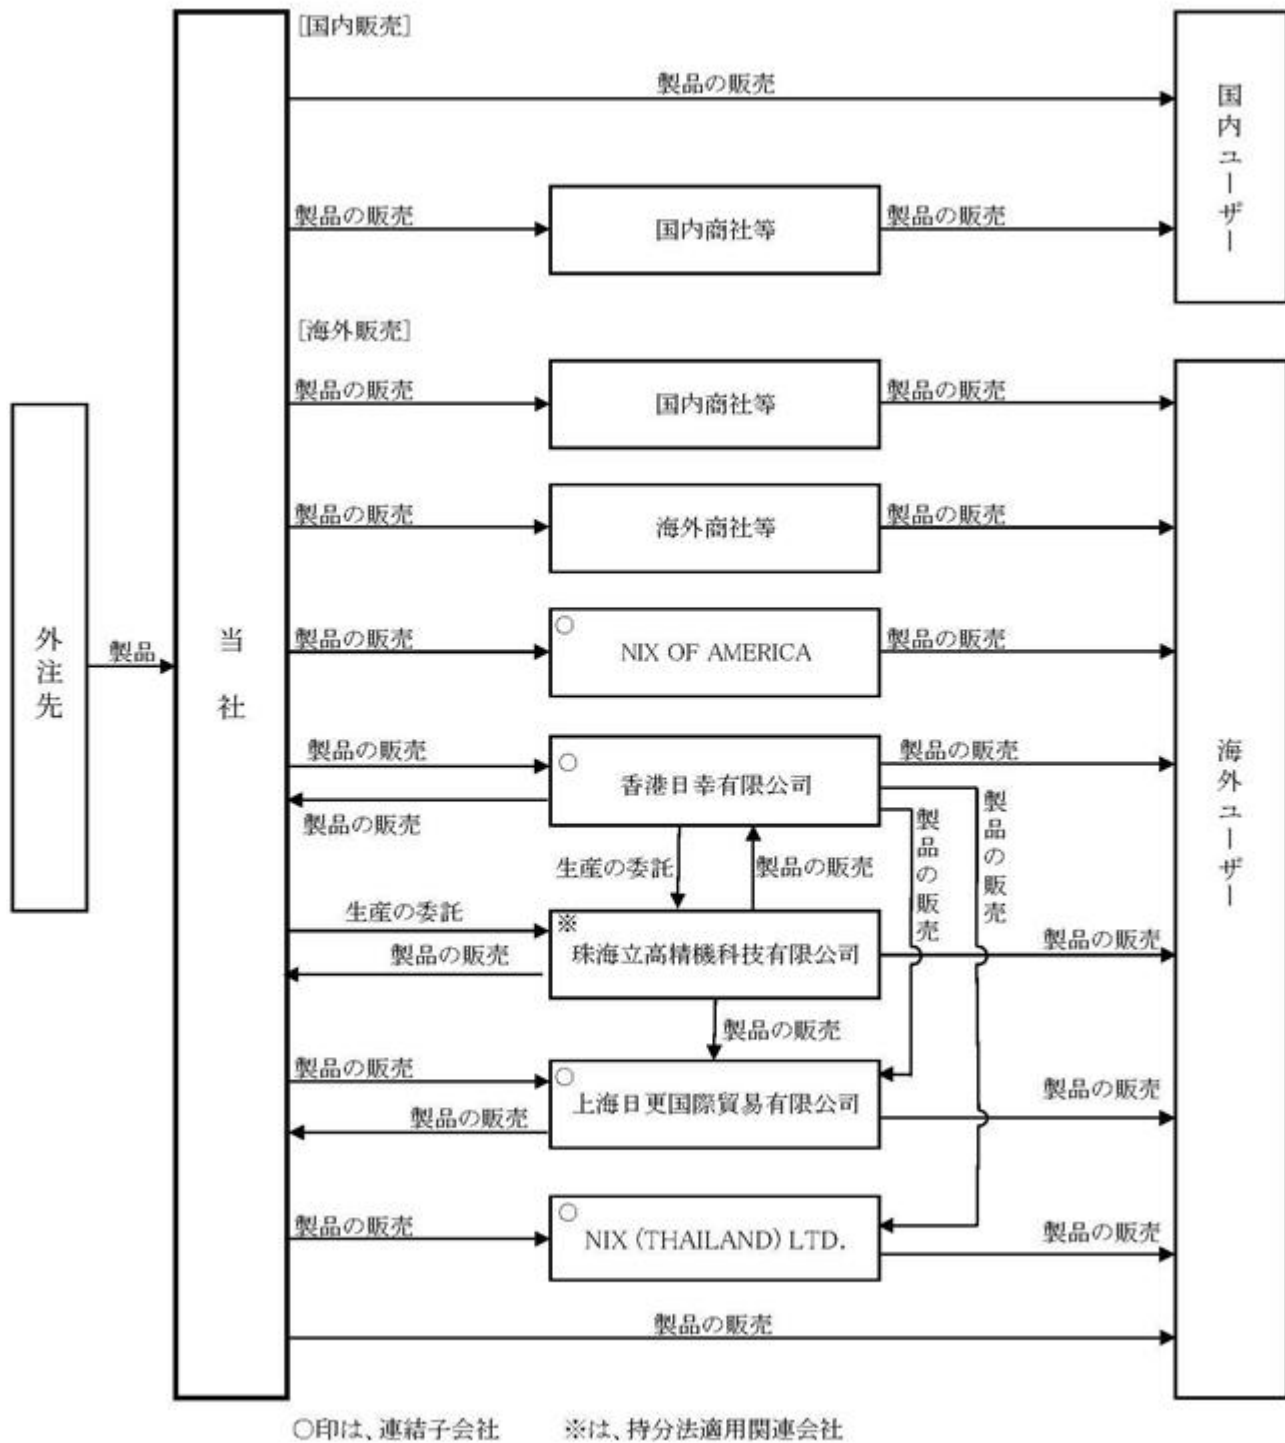 [国内販売]
製品の販売
国内ユーザー
製品の販売
国内商社等
製品の販売
[海外販売]
製品の販売
国内商社等
製品の販売
製品の販売
海外商社等
製品の販売
外注先
製品
当社
製品の販売
○
NIX OF AMERICA
製品の販売
海外ユーザー
製品の販売
○
香港日幸有限公司
製品の販売
製品の販売
製品の販売
製品の販売
生産の委託
製品の販売
生産の委託
※
珠海立高精機科技有限公司
製品の販売
製品の販売
製品の販売
製品の販売
○
上海日更国際貿易有限公司
製品の販売
製品の販売
製品の販売
○
NIX (THAILAND) LTD.
製品の販売
製品の販売
○印は、連結子会社
※は、持分法適用関連会社